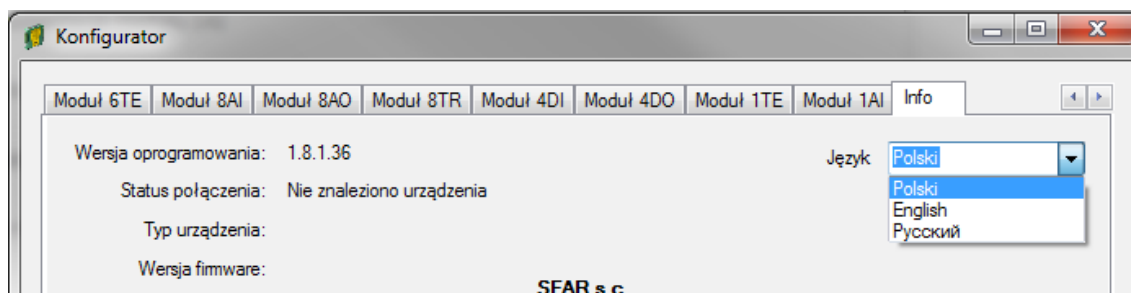 Konfigurator
Moduł 6TE Moduł 8AI Moduł 8AO Moduł 8TR Moduł 4DI Moduł 4DO Moduł 1TE Moduł 1AI Info
Wersja oprogramowania: 1.8.1.36 Język Polski
Status połączenia: Nie znaleziono urządzenia Polski
English
Typ urządzenia: Русский
Wersja firmware:
SFAR s.c.